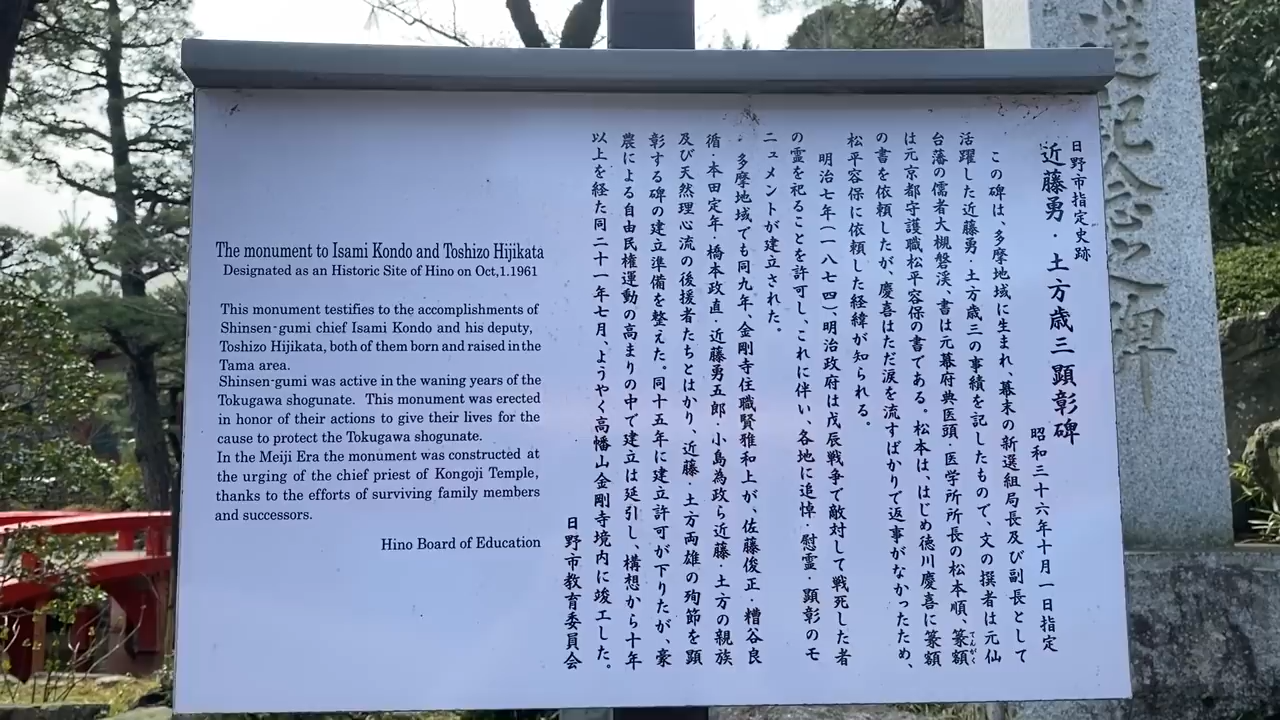 The monument to Isami Kondo and Toshizo Hijikata
Designated as an Historic Site of Hino on Oct,1.1961
This monument testifies to the accomplishments of
Shinsen-gumi chief Isami Kondo and his deputy,
Toshizo Hijikata, both of them born and raised in the
Tama area.
Shinsen-gumi was active in the waning years of the
Tokugawa shogunate. This monument was erected
in honor of their actions to give their lives for the
cause to protect the Tokugawa shogunate.
In the Meiji Era the monument was constructed at
the urging of the chief priest of Kongoji Temple,
thanks to the efforts of surviving family members
and successors.
Hino Board of Education
日野市指定史跡
近藤勇・土方歳三顕彰碑
昭和三十六年十月一日指定
この碑は、多摩地域に生まれ、幕末の新選組局長及び副長として
活躍した近藤勇・土方歳三の事績を記したもので、文の撰者は元仙
台藩の儒者大槻磐渓、書は元幕府典医頭、医学所所長の松本順、篆額
てんがく
は元京都守護職松平容保の書である。松本は、はじめ徳川慶喜に篆額
の書を依頼したが、慶喜はただ涙を流すばかりで返事がなかったため、
松平容保に依頼した経緯が知られる。
明治七年(一八七四)明治政府は戊辰戦争で敵対して戦死した者
の霊を祀ることを許可し、これに伴い、各地に追悼・慰霊・顕彰のモ
ニュメントが建立された。
多摩地域でも同九年、金剛寺住職賢雅和上が、佐藤俊正・糟谷良
循・本田定年・橋本政直・近藤勇五郎・小島為政ら近藤・土方の親族
及び天然理心流の後援者たちとはかり、近藤・土方両雄の殉節を顕
彰する碑の建立準備を整えた。同十五年に建立許可が下りたが、豪
農による自由民権運動の高まりの中で建立は延引し、構想から十年
以上を経た同二十一年七月、ようやく高幡山金剛寺境内に竣工した。
日野市教育委員会
記念之碑